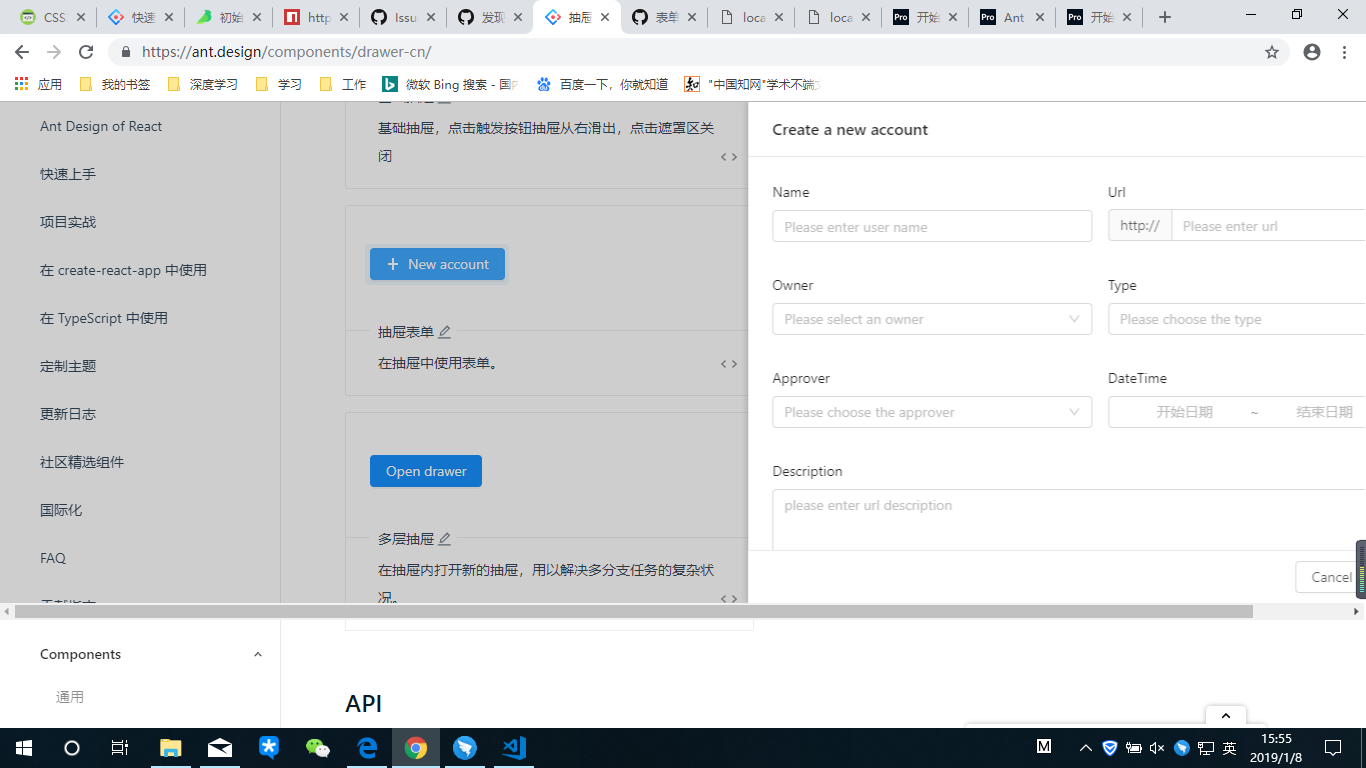 CSS
快速
初始
http
Issu
发现
抽屉
表单
loca
loca
开始
Ant
开始
https://ant.design/components/drawer-cn/
应用
我的书签
深度学习
学习
工作
微软 Bing 搜索 - 国
百度一下，你就知道
"中国知网"学术不端
Ant Design of React
快速上手
项目实战
在 create-react-app 中使用
在 TypeScript 中使用
定制主题
更新日志
社区精选组件
国际化
FAQ
Components
通用
基础抽屉，点击触发按钮抽屉从右滑出，点击遮罩区关
闭
New account
抽屉表单
在抽屉中使用表单。
Open drawer
多层抽屉
在抽屉内打开新的抽屉，用以解决多分支任务的复杂状
况。
API
Create a new account
Name
Url
Please enter user name
http://
Please enter url
Owner
Type
Please select an owner
Please choose the type
Approver
DateTime
Please choose the approver
开始日期
~
结束日期
Description
please enter url description
Cancel
M
英
15:55
2019/1/8